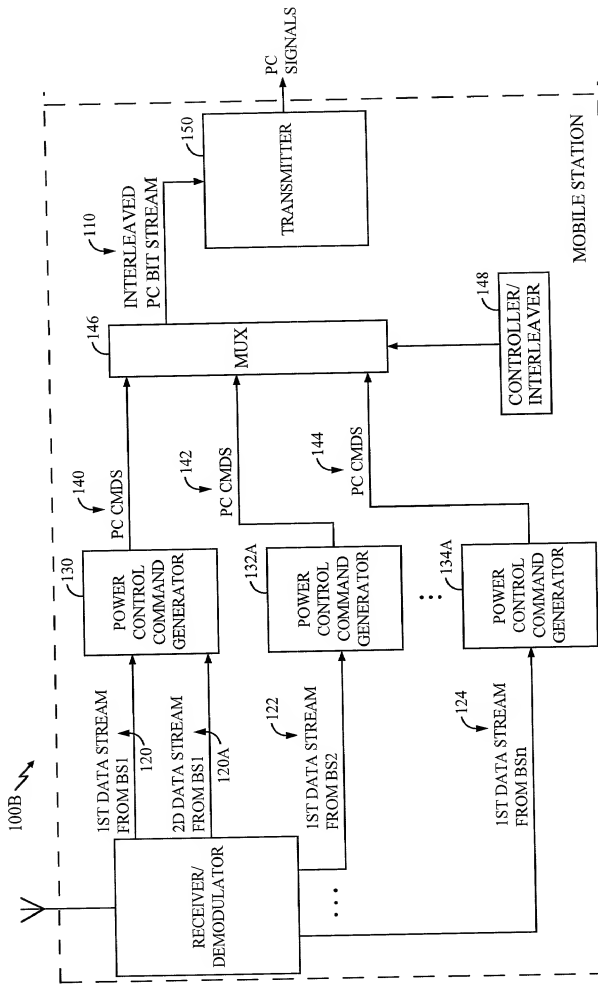 100B
RECEIVER/
DEMODULATOR
1ST DATA STREAM
FROM BS1
120
2D DATA STREAM
FROM BS1
120A
122
1ST DATA STREAM
FROM BS2
...
124
1ST DATA STREAM
FROM BSn
130
POWER
CONTROL
COMMAND
GENERATOR
132A
POWER
CONTROL
COMMAND
GENERATOR
...
134A
POWER
CONTROL
COMMAND
GENERATOR
140
PC CMDS
142
PC CMDS
144
PC CMDS
146
MUX
148
CONTROLLER/
INTERLEAVER
110
INTERLEAVED
PC BIT STREAM
150
TRANSMITTER
PC
SIGNALS
MOBILE STATION